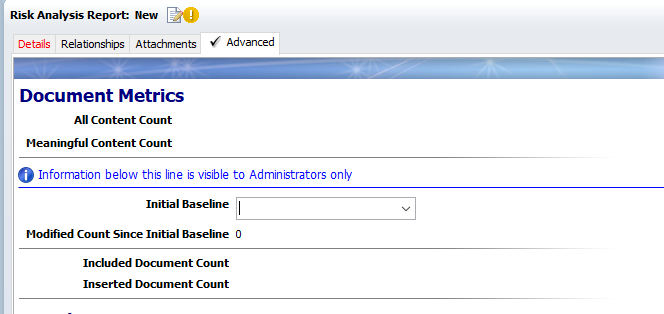 Risk Analysis Report: New
Details Relationships Attachments Advanced
Document Metrics
All Content Count
Meaningful Content Count
Information below this line is visible to Administrators only
Initial Baseline
Modified Count Since Initial Baseline 0
Included Document Count
Inserted Document Count